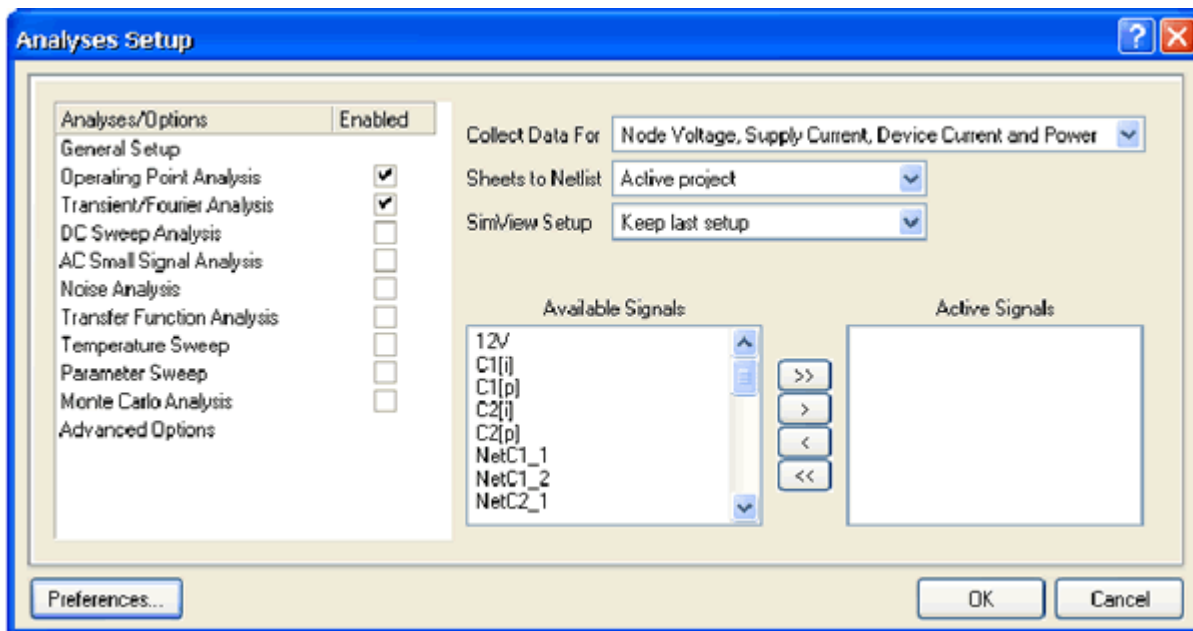 Analyses Setup
Analyses/Options Enabled
General Setup
Operating Point Analysis
Transient/Fourier Analysis
DC Sweep Analysis
AC Small Signal Analysis
Noise Analysis
Transfer Function Analysis
Temperature Sweep
Parameter Sweep
Monte Carlo Analysis
Advanced Options
Collect Data For Node Voltage, Supply Current, Device Current and Power
Sheets to Netlist Active project
SimView Setup Keep last setup
Available Signals
12V
C1[i]
C1[p]
C2[i]
C2[p]
NetC1_1
NetC1_2
NetC2_1
>>
>
<
<<
Active Signals
Preferences...
OK
Cancel